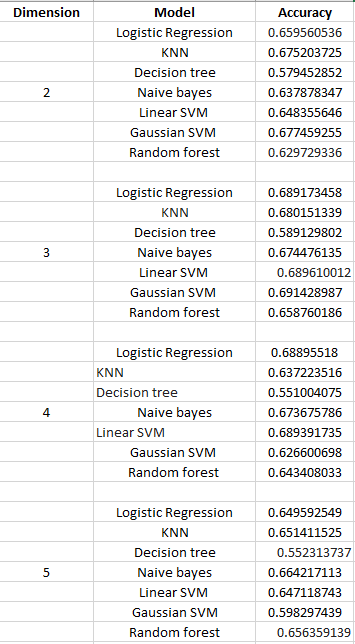 Dimension Model Accuracy
Logistic Regression 0.659560536
KNN 0.675203725
Decision tree 0.579452852
2 Naive bayes 0.637878347
Linear SVM 0.648355646
Gaussian SVM 0.677459255
Random forest 0.629729336
Logistic Regression 0.689173458
KNN 0.680151339
Decision tree 0.589129802
3 Naive bayes 0.674476135
Linear SVM 0.689610012
Gaussian SVM 0.691428987
Random forest 0.658760186
Logistic Regression 0.68895518
KNN 0.637223516
Decision tree 0.551004075
4 Naive bayes 0.673675786
Linear SVM 0.689391735
Gaussian SVM 0.626600698
Random forest 0.643408033
Logistic Regression 0.649592549
KNN 0.651411525
Decision tree 0.552313737
5 Naive bayes 0.664217113
Linear SVM 0.647118743
Gaussian SVM 0.598297439
Random forest 0.656359139